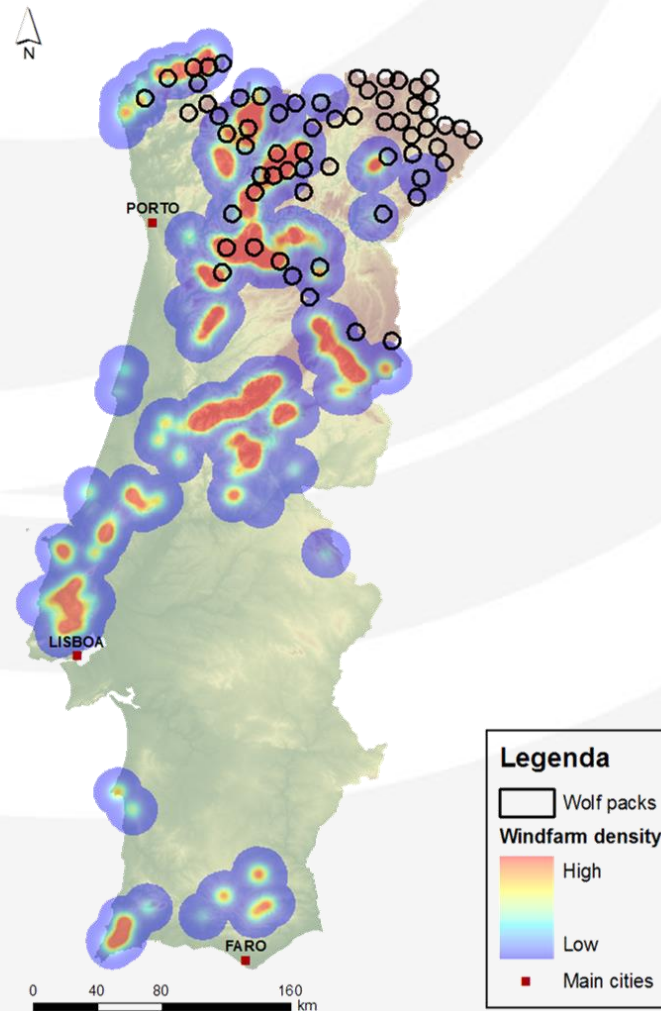 N
PORTO
LISBOA
FARO
0 40 80 160
km
Legenda
Wolf packs
Windfarm density
High
Low
Main cities